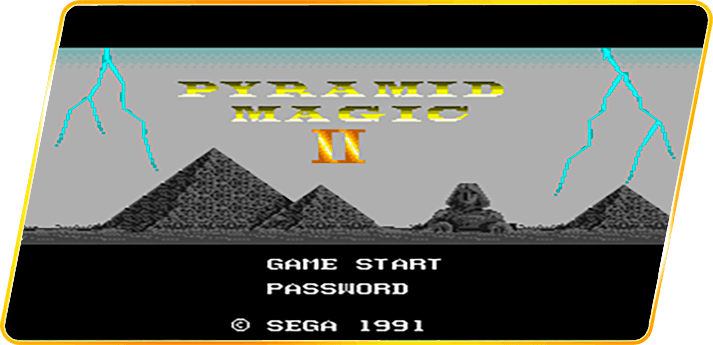 PYRAMID
MAGIC
II
GAME START
PASSWORD
© SEGA 1991